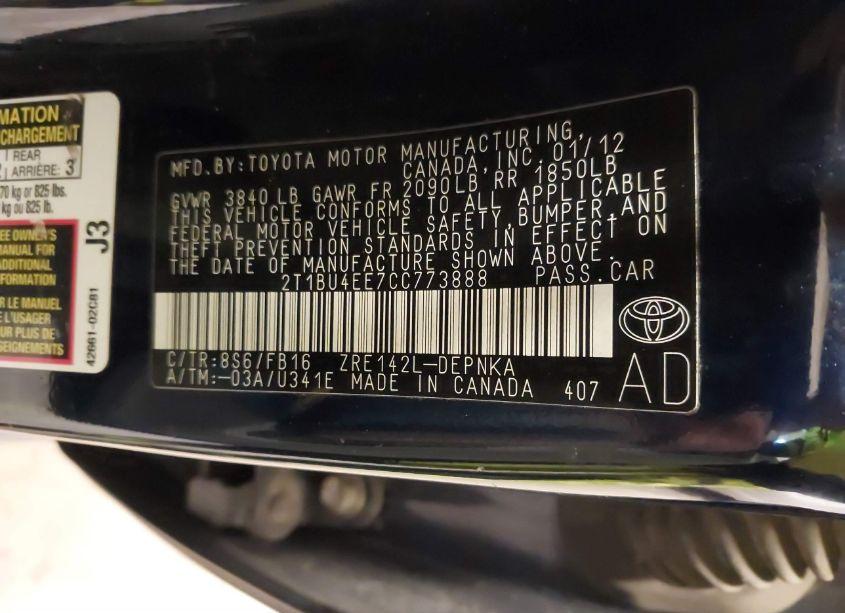 MATION
CHARGEMENT
REAR
ARRIÈRE: 3
70 kg or 825 lbs.
kg ou 825 lb.
EE OWNER'S
MANUAL FOR
ADDITIONAL
FORMATION
R LE MANUEL
L'USAGER
UR PLUS DE
SEIGNEMENTS
J3
42661-02C81
MFD. BY: TOYOTA MOTOR MANUFACTURING,
CANADA, INC. 01/12
GVWR 3840 LB GAWR FR 2090LB, RR 1850LB
THIS VEHICLE CONFORMS TO ALL APPLICABLE
FEDERAL MOTOR VEHICLE SAFETY, BUMPER, AND
THEFT PREVENTION STANDARDS IN EFFECT ON
THE DATE OF MANUFACTURE SHOWN ABOVE.
2T1BU4EE7CC773888 PASS. CAR
C/TR: 8S6/FB16 ZRE142L-DEPNKA
A/TM:-03A/U341E MADE IN CANADA 407
AD